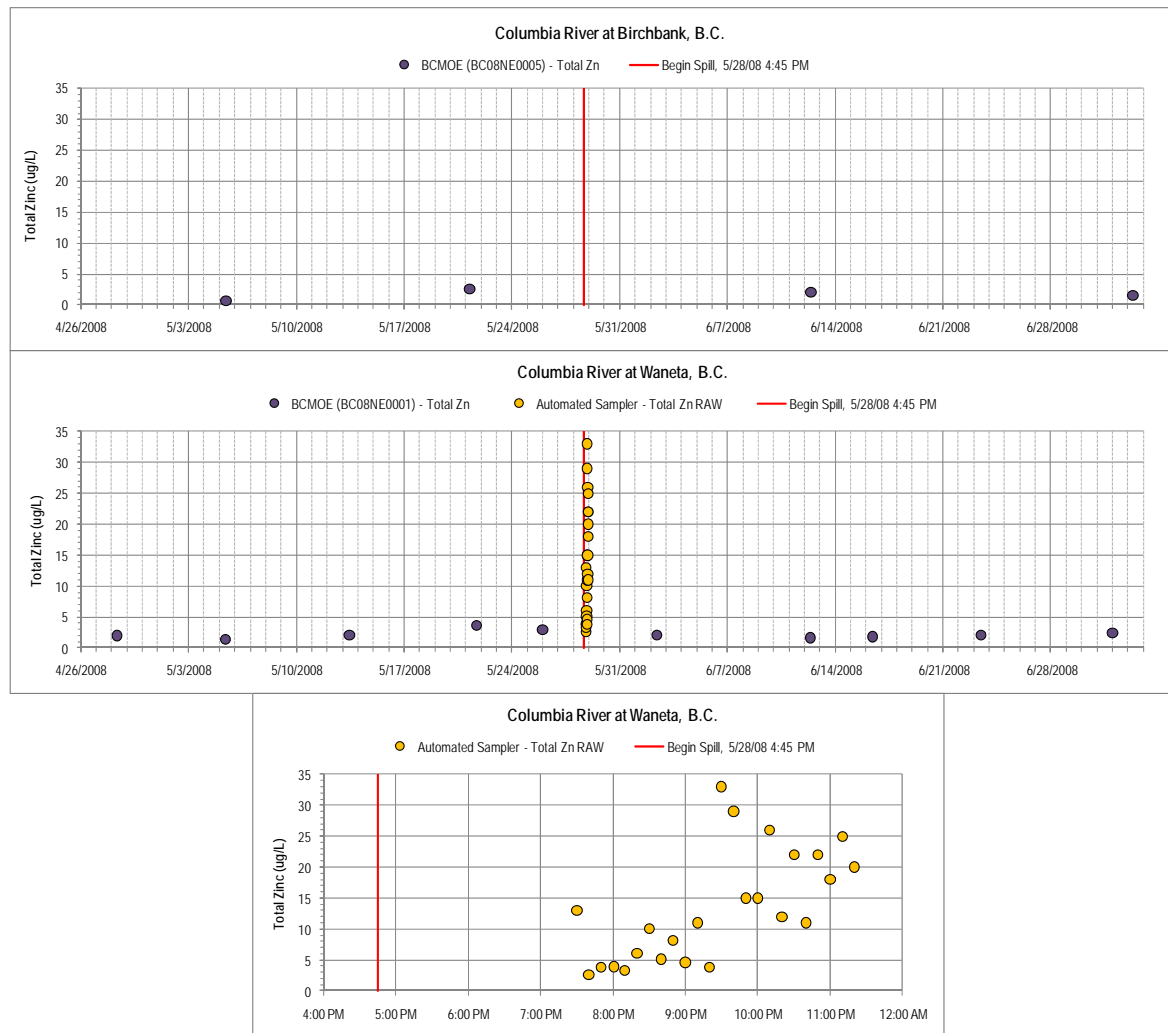 Columbia River at Birchbank, B.C.
BCMOE (BC08NE0005) - Total Zn Begin Spill, 5/28/08 4:45 PM
35
30
25
20
15
10
5
0
Total Zinc (ug/L)
4/26/2008 5/3/2008 5/10/2008 5/17/2008 5/24/2008 5/31/2008 6/7/2008 6/14/2008 6/21/2008 6/28/2008
Columbia River at Waneta, B.C.
BCMOE (BC08NE0001) - Total Zn Automated Sampler - Total Zn RAW Begin Spill, 5/28/08 4:45 PM
35
30
25
20
15
10
5
0
Total Zinc (ug/L)
4/26/2008 5/3/2008 5/10/2008 5/17/2008 5/24/2008 5/31/2008 6/7/2008 6/14/2008 6/21/2008 6/28/2008
Columbia River at Waneta, B.C.
Automated Sampler - Total Zn RAW Begin Spill, 5/28/08 4:45 PM
35
30
25
20
15
10
5
0
Total Zinc (ug/L)
4:00 PM 5:00 PM 6:00 PM 7:00 PM 8:00 PM 9:00 PM 10:00 PM 11:00 PM 12:00 AM